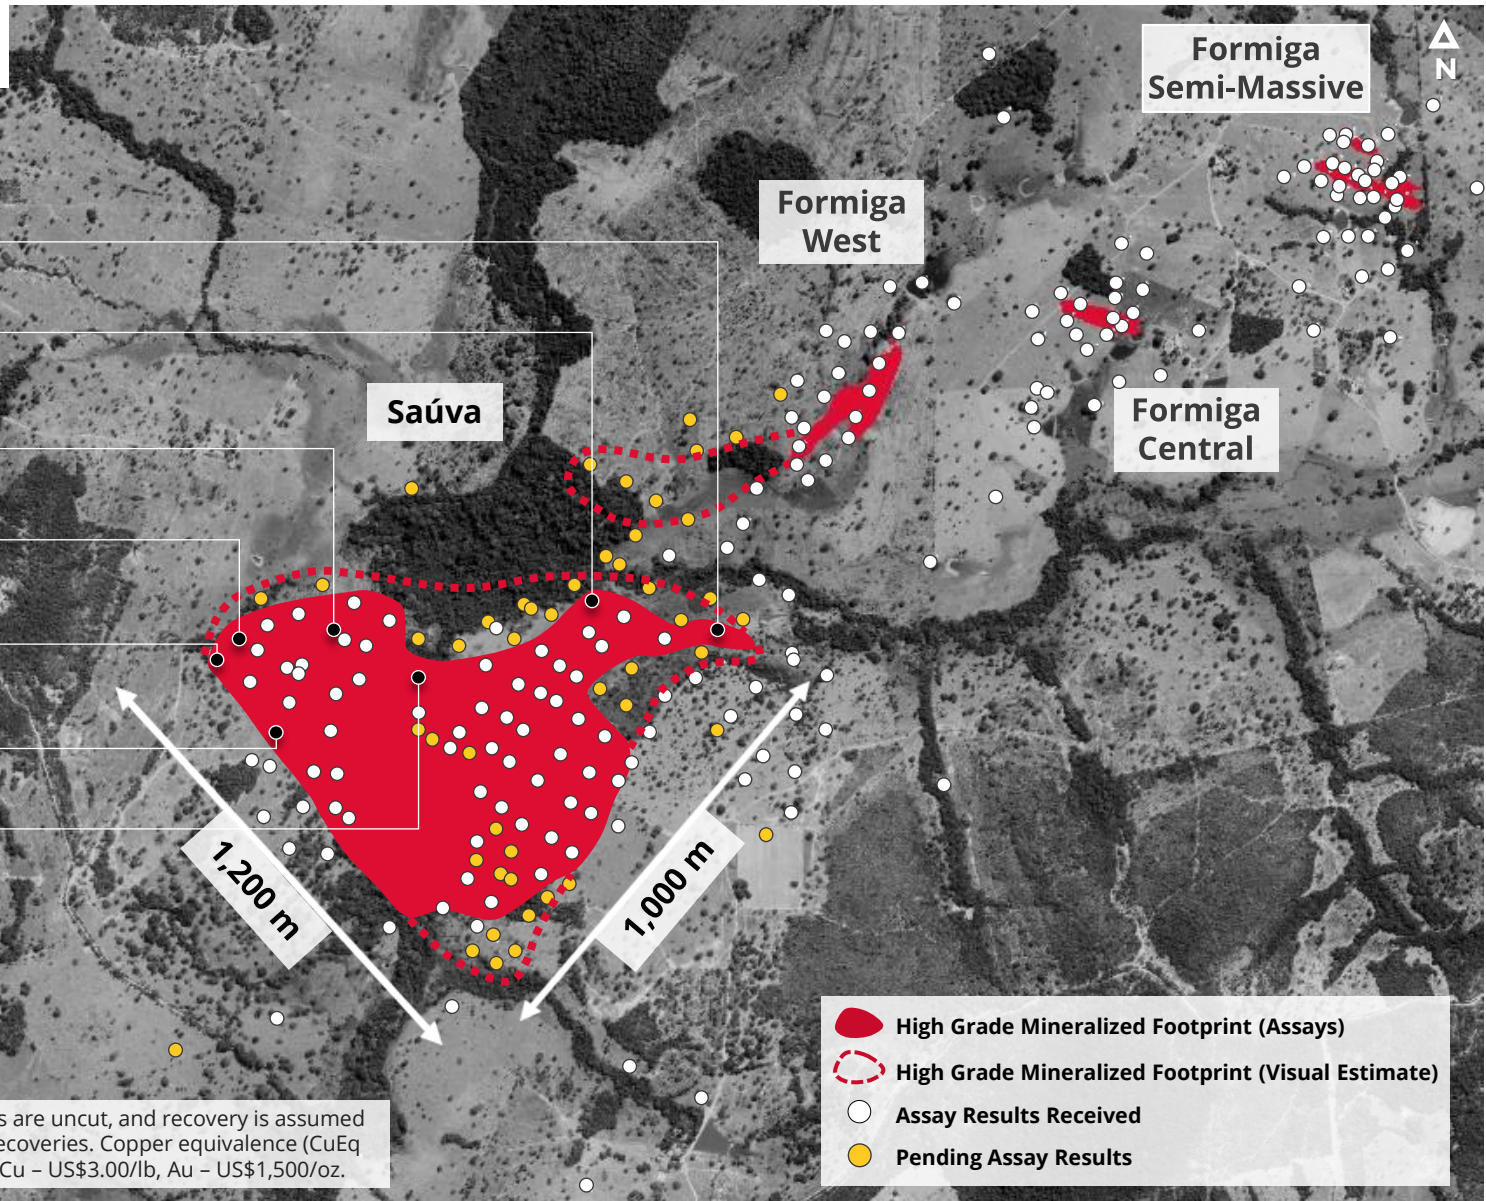 Formiga
Semi-Massive
N
Formiga
West
Saúva
Formiga
Central
1,200 m
1,000 m
High Grade Mineralized Footprint (Assays)
High Grade Mineralized Footprint (Visual Estimate)
Assay Results Received
Pending Assay Results
s are uncut, and recovery is assumed
ecoveries. Copper equivalence (CuEq
Cu – US$3.00/lb, Au – US$1,500/oz.